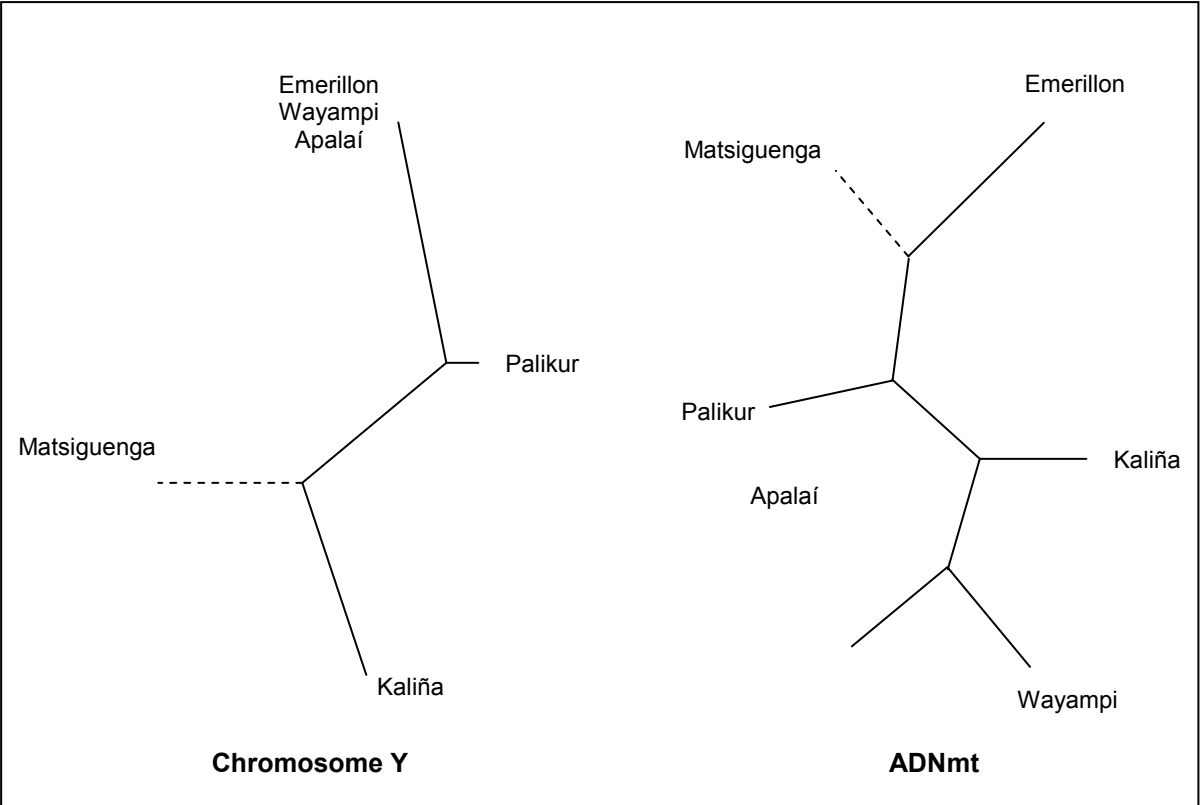 Emerillon
Wayampi
Apalaí
Palikur
Matsiguenga
Kaliña
Chromosome Y
Emerillon
Matsiguenga
Palikur
Kaliña
Apalaí
Wayampi
ADNmt